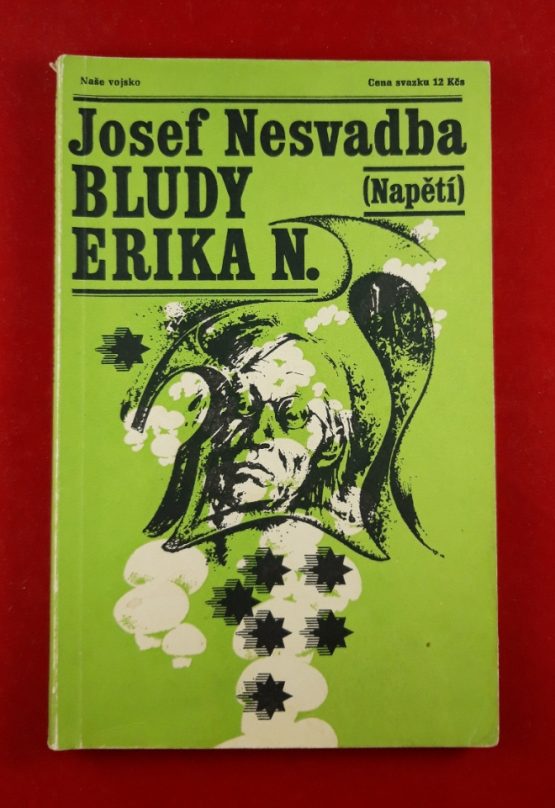 Naše vojsko
Cena svazku 12 Kčs
Josef Nesvadba
BLUDY
(Napětí)
ERIKA N.